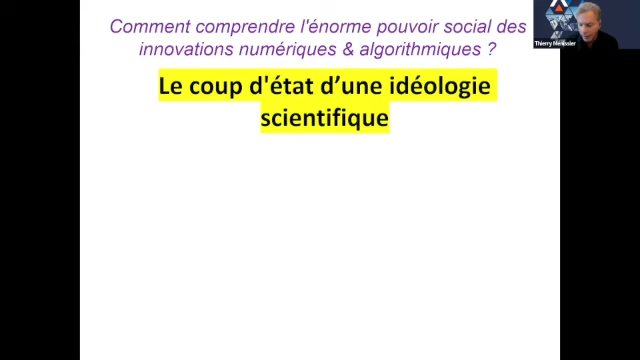 Comment comprendre l'énorme pouvoir social des
innovations numériques & algorithmiques ?
Le coup d'état d’une idéologie
scientifique
Thierry Ménissier